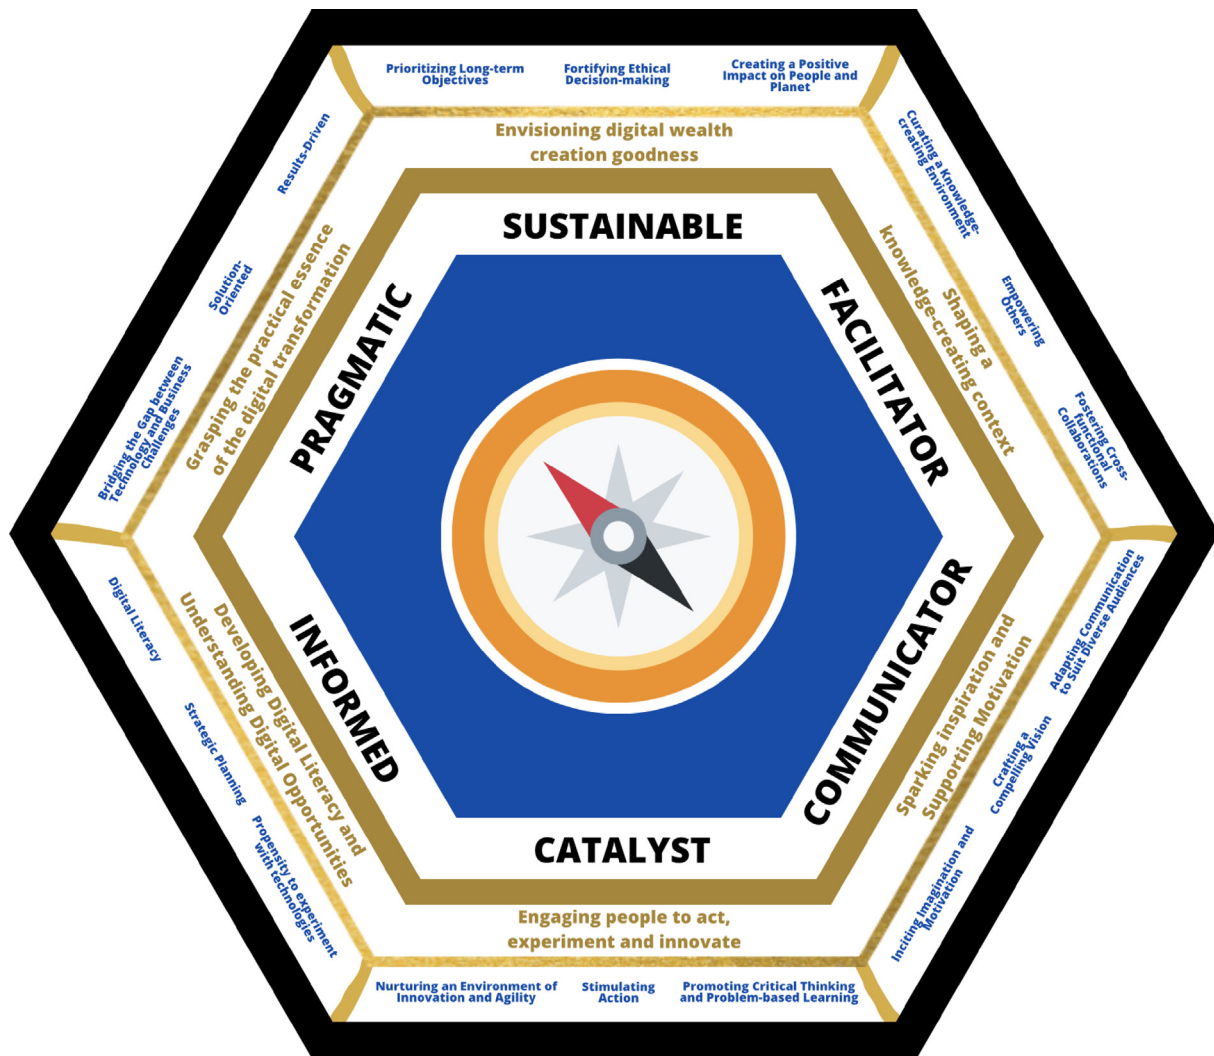 Prioritizing Long-term
Objectives
Fortifying Ethical
Decision-making
Creating a Positive
Impact on People and
Planet
Envisioning digital wealth
creation goodness
SUSTAINABLE
Curating a Knowledge-
creating Environment
Empowering
Others
Fostering Cross-
functional
Collaborations
Shaping a
knowledge-creating context
FACILITATOR
Adapting Communication
to Suit Diverse Audiences
Crafting a
Compelling Vision
Inciting Imagination and
Motivation
Sparking inspiration and
Supporting Motivation
COMMUNICATOR
CATALYST
Engaging people to act,
experiment and innovate
Nurturing an Environment of
Innovation and Agility
Stimulating
Action
Promoting Critical Thinking
and Problem-based Learning
INFORMED
Developing Digital Literacy and
Understanding Digital Opportunities
Digital Literacy
Strategic Planning
Propensity to experiment
with technologies
PRAGMATIC
Grasping the practical essence
of the digital transformation
Results-Driven
Solution-
Oriented
Bridging the Gap between
Technology and Business
Challenges